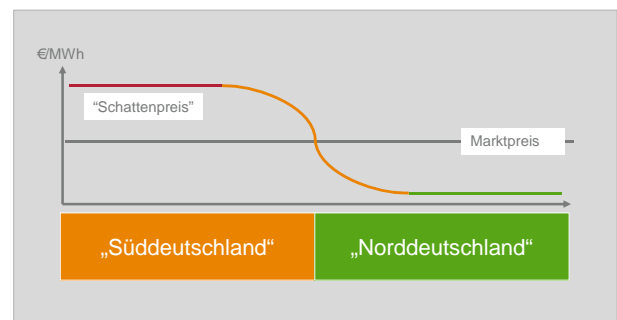 €/MWh
“Schattenpreis”
Marktpreis
„Süddeutschland“
„Norddeutschland“